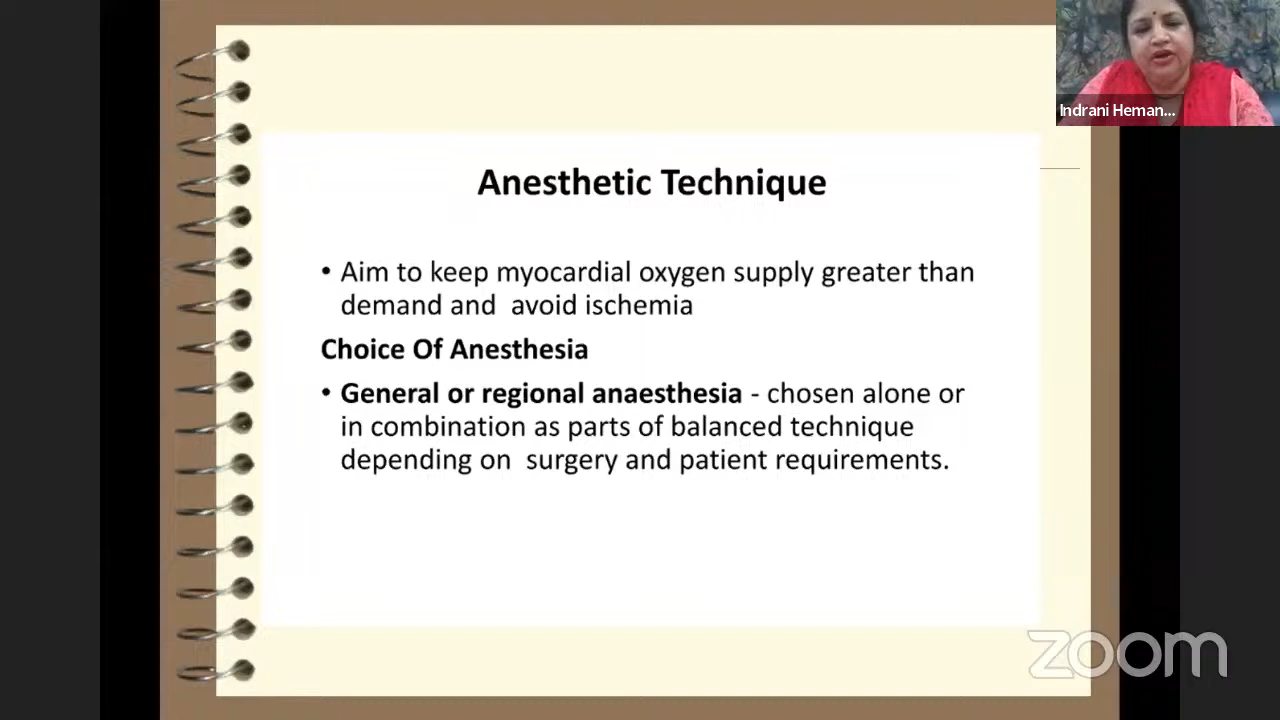 Indrani Heman...
Anesthetic Technique
• Aim to keep myocardial oxygen supply greater than
demand and  avoid ischemia
Choice Of Anesthesia
• General or regional anaesthesia - chosen alone or
in combination as parts of balanced technique
depending on  surgery and patient requirements.
zoom